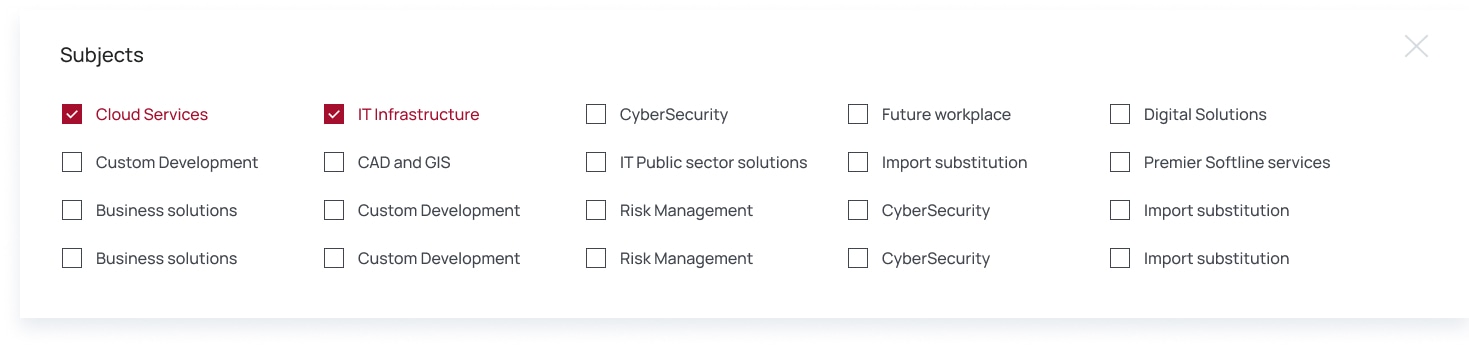 Subjects
Cloud Services IT Infrastructure CyberSecurity Future workplace Digital Solutions
Custom Development CAD and GIS IT Public sector solutions Import substitution Premier Softline services
Business solutions Custom Development Risk Management CyberSecurity Import substitution
Business solutions Custom Development Risk Management CyberSecurity Import substitution